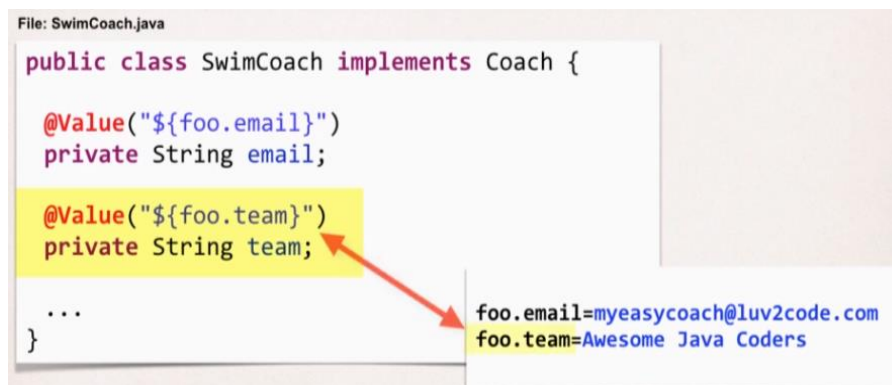 File: SwimCoach.java
public class SwimCoach implements Coach {
@Value("${foo.email}")
private String email;
@Value("${foo.team}")
private String team;
...
}
foo.email=myeasycoach@luv2code.com
foo.team=Awesome Java Coders